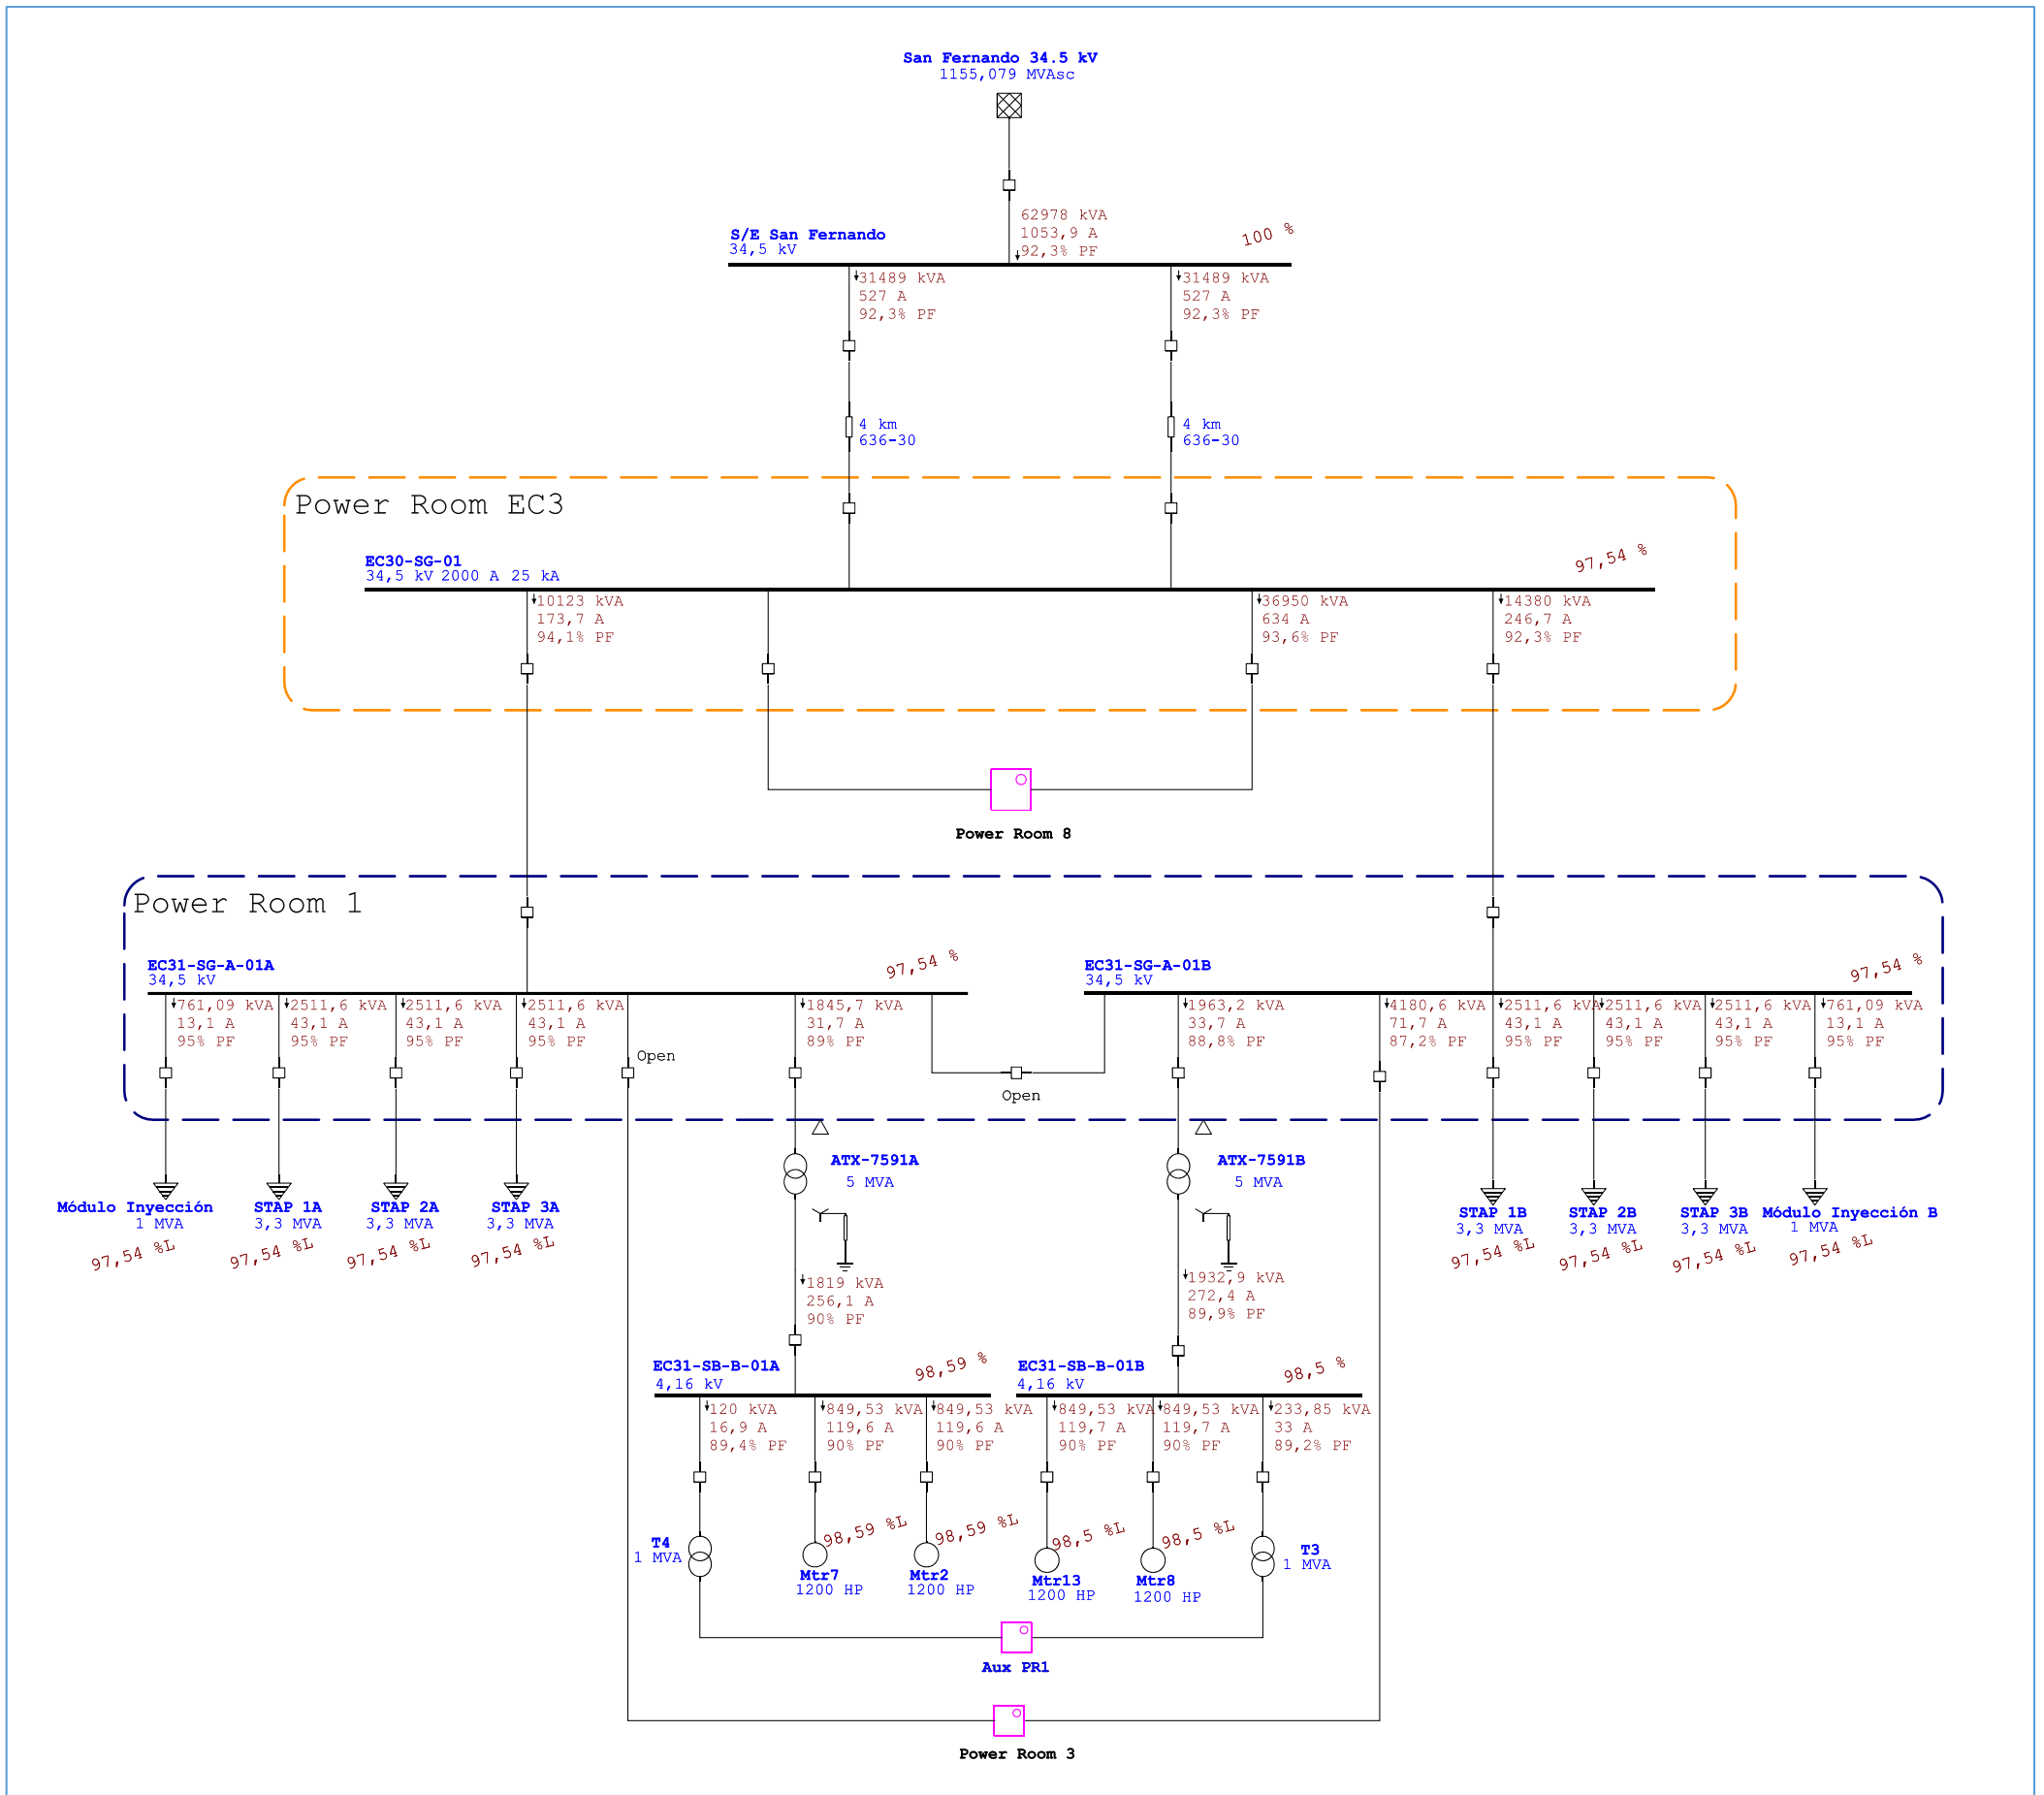 San Fernando 34.5 kV
1155,079 MVAsc
62978 kVA
1053,9 A
92,3% PF
100 %
S/E San Fernando
34,5 kV
31489 kVA
527 A
92,3% PF
31489 kVA
527 A
92,3% PF
4 km
636-30
4 km
636-30
Power Room EC3
EC30-SG-01
34,5 kV 2000 A 25 kA
97,54 %
10123 kVA
173,7 A
94,1% PF
36950 kVA
634 A
93,6% PF
14380 kVA
246,7 A
92,3% PF
Power Room 8
Power Room 1
EC31-SG-A-01A
34,5 kV
97,54 %
EC31-SG-A-01B
34,5 kV
97,54 %
761,09 kVA
13,1 A
95% PF
2511,6 kVA
43,1 A
95% PF
2511,6 kVA
43,1 A
95% PF
2511,6 kVA
43,1 A
95% PF
Open
1845,7 kVA
31,7 A
89% PF
Open
1963,2 kVA
33,7 A
88,8% PF
4180,6 kVA
71,7 A
87,2% PF
2511,6 kVA
43,1 A
95% PF
2511,6 kVA
43,1 A
95% PF
2511,6 kVA
43,1 A
95% PF
761,09 kVA
13,1 A
95% PF
ATX-7591A
5 MVA
ATX-7591B
5 MVA
Módulo Inyección
1 MVA
97,54 %L
STAP 1A
3,3 MVA
97,54 %L
STAP 2A
3,3 MVA
97,54 %L
STAP 3A
3,3 MVA
97,54 %L
STAP 1B
3,3 MVA
97,54 %L
STAP 2B
3,3 MVA
97,54 %L
STAP 3B
3,3 MVA
97,54 %L
Módulo Inyección B
1 MVA
97,54 %L
1819 kVA
256,1 A
90% PF
1932,9 kVA
272,4 A
89,9% PF
EC31-SB-B-01A
4,16 kV
98,59 %
EC31-SB-B-01B
4,16 kV
98,5 %
120 kVA
16,9 A
89,4% PF
849,53 kVA
119,6 A
90% PF
849,53 kVA
119,6 A
90% PF
849,53 kVA
119,7 A
90% PF
849,53 kVA
119,7 A
90% PF
233,85 kVA
33 A
89,2% PF
T4
1 MVA
98,59 %L
Mtr7
1200 HP
98,59 %L
Mtr2
1200 HP
98,5 %L
Mtr13
1200 HP
98,5 %L
Mtr8
1200 HP
T3
1 MVA
Aux PR1
Power Room 3